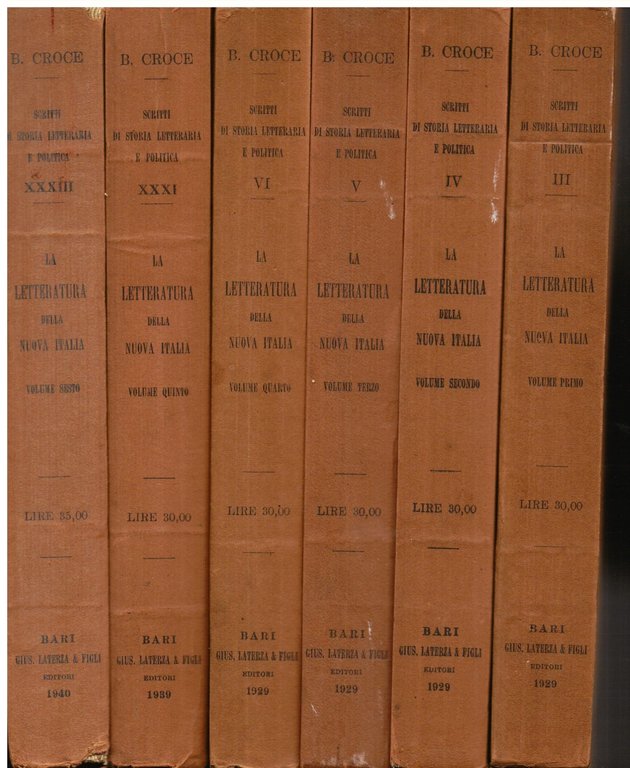 B. CROCE
SCRITTI
DI STORIA LETTERARIA
E POLITICA
XXXIII
LA
LETTERATURA
DELLA
NUOVA ITALIA
VOLUME SESTO
LIRE 35,00
BARI
GIUS. LATERZA & FIGLI
EDITORI
1940
B. CROCE
SCRITTI
DI STORIA LETTERARIA
E POLITICA
XXXI
LA
LETTERATURA
DELLA
NUOVA ITALIA
VOLUME QUINTO
LIRE 30,00
BARI
GIUS. LATERZA & FIGLI
EDITORI
1939
B. CROCE
SCRITTI
DI STORIA LETTERARIA
E POLITICA
VI
LA
LETTERATURA
DELLA
NUOVA ITALIA
VOLUME QUARTO
LIRE 30,00
BARI
GIUS. LATERZA & FIGLI
EDITORI
1929
B. CROCE
SCRITTI
DI STORIA LETTERARIA
E POLITICA
V
LA
LETTERATURA
DELLA
NUOVA ITALIA
VOLUME TERZO
LIRE 30,00
BARI
GIUS. LATERZA & FIGLI
EDITORI
1929
B. CROCE
SCRITTI
DI STORIA LETTERARIA
E POLITICA
IV
LA
LETTERATURA
DELLA
NUOVA ITALIA
VOLUME SECONDO
LIRE 30,00
BARI
GIUS. LATERZA & FIGLI
EDITORI
1929
B. CROCE
SCRITTI
DI STORIA LETTERARIA
E POLITICA
III
LA
LETTERATURA
DELLA
NUOVA ITALIA
VOLUME PRIMO
LIRE 30,00
BARI
GIUS. LATERZA & FIGLI
EDITORI
1929